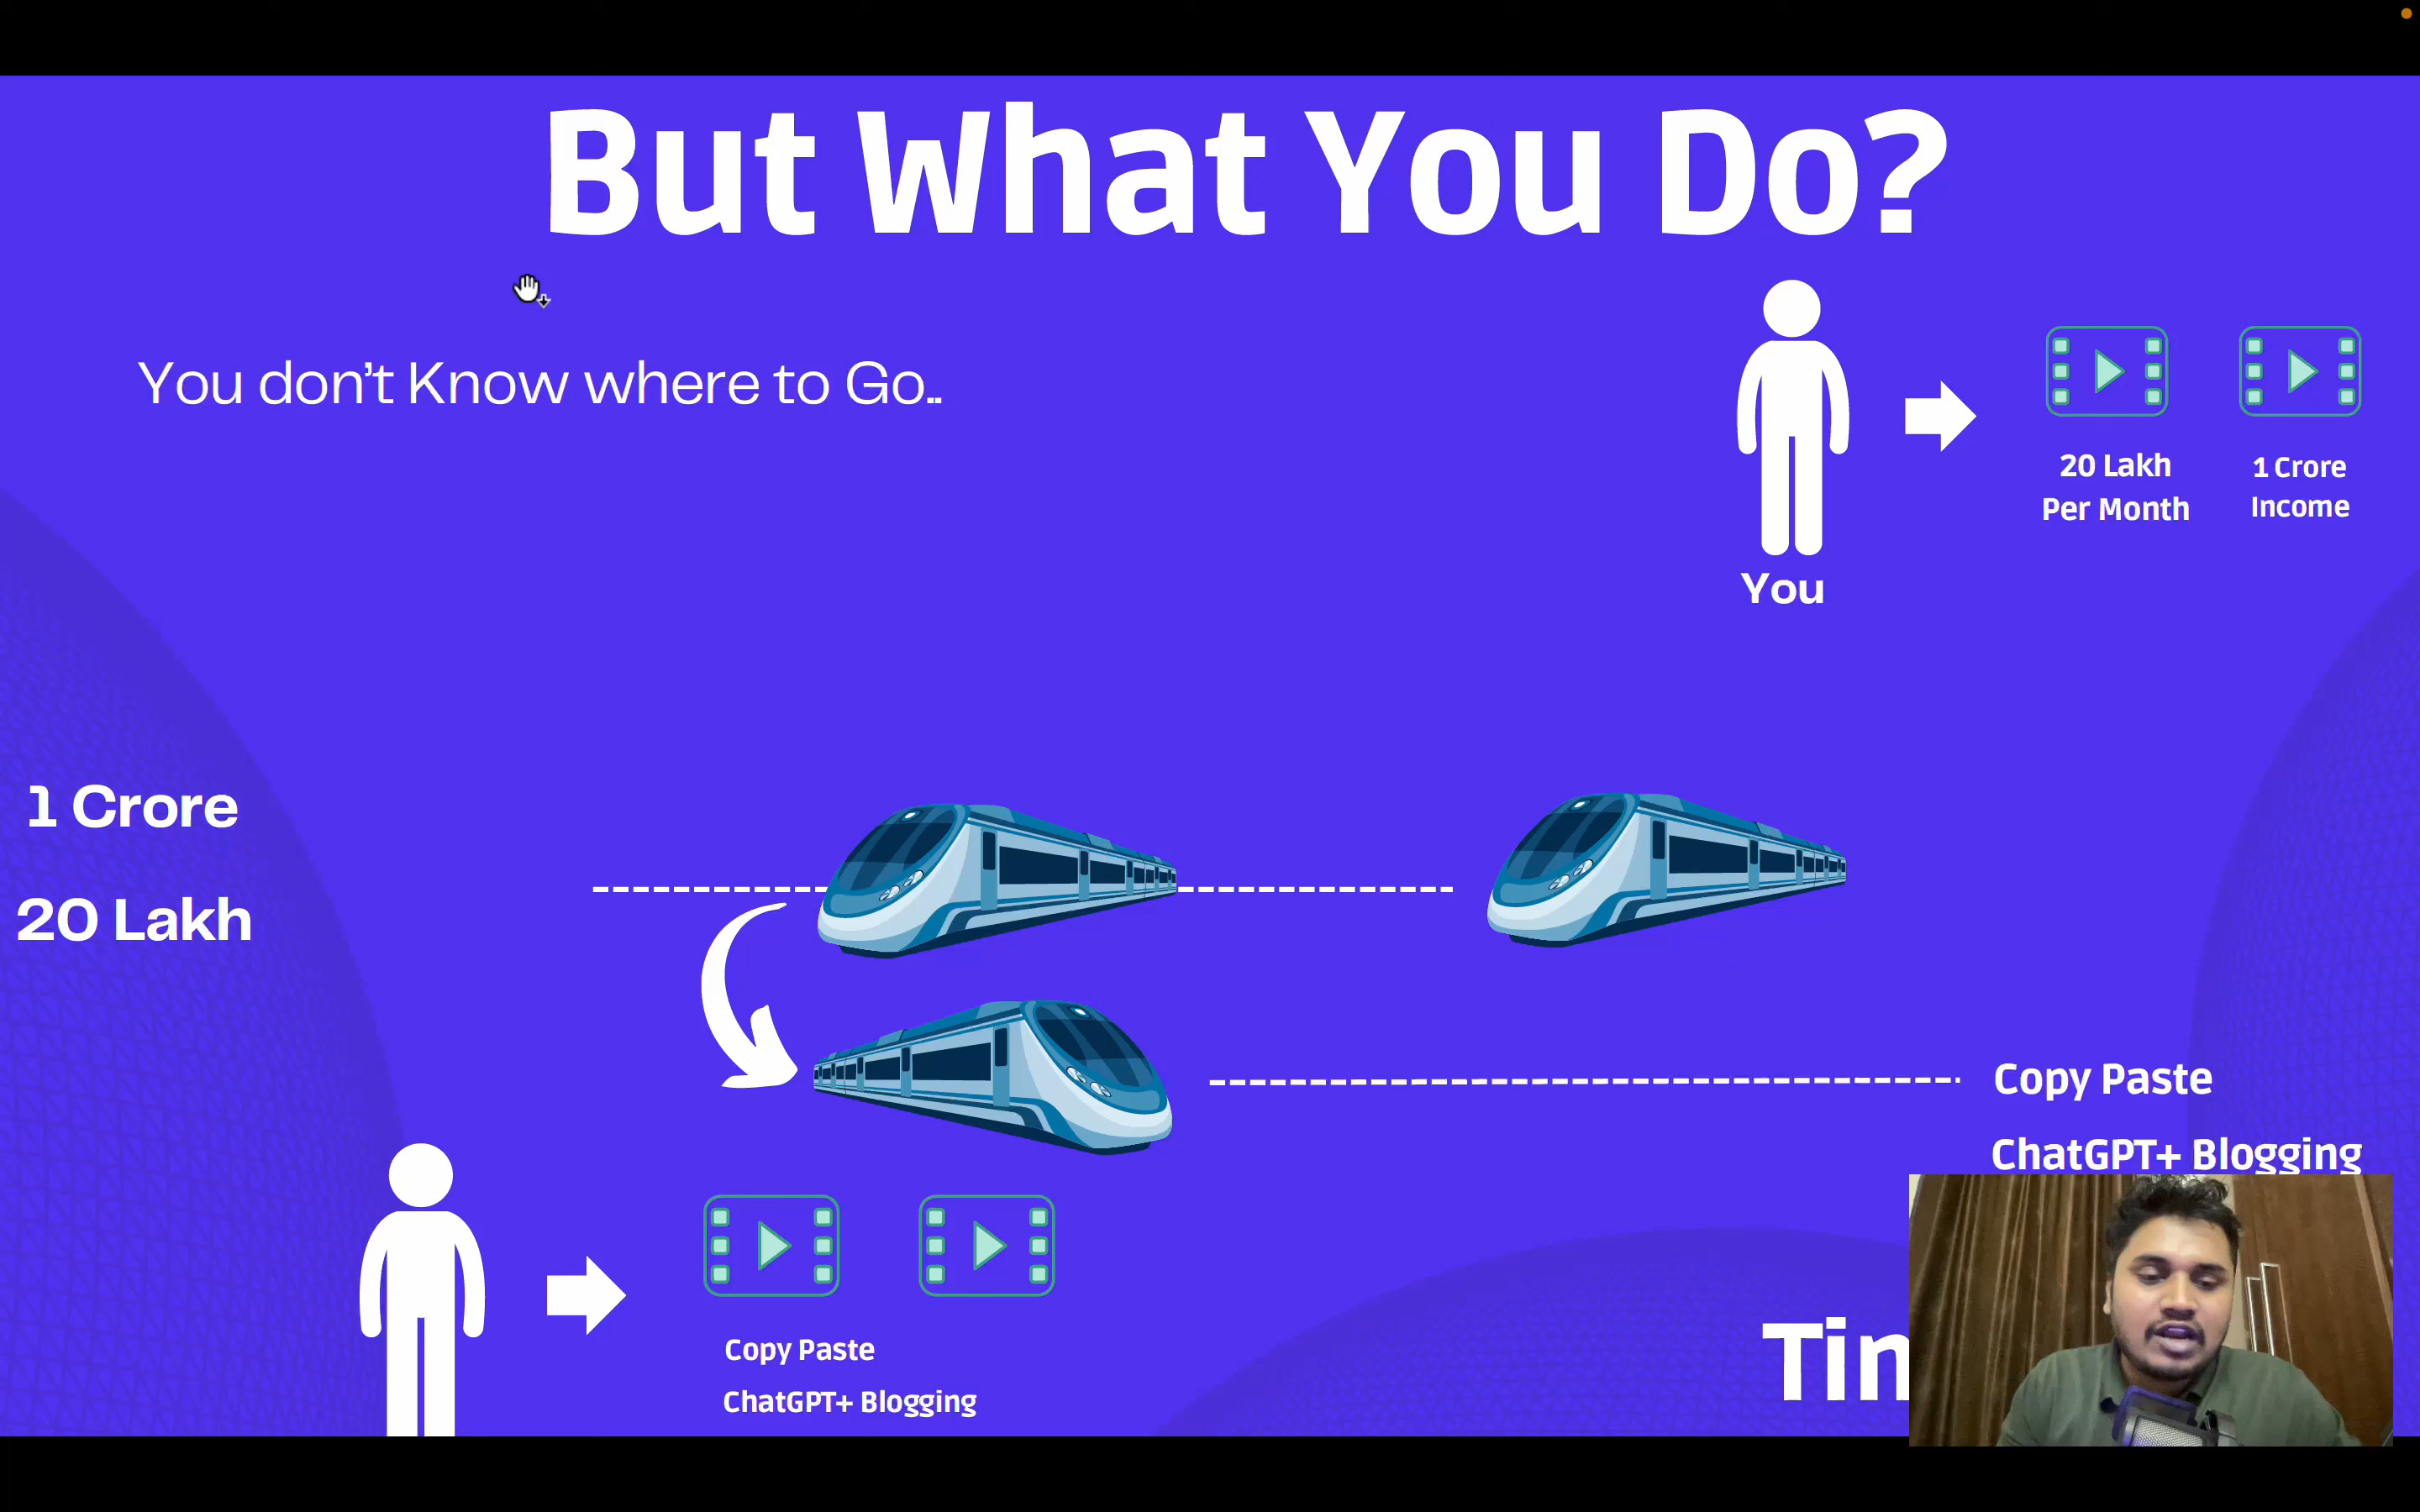 But What You Do?
You don't Know where to Go..
20 Lakh
Per Month
1 Crore
Income
You
1 Crore
20 Lakh
Copy Paste
ChatGPT+ Blogging
Copy Paste
ChatGPT+ Blogging